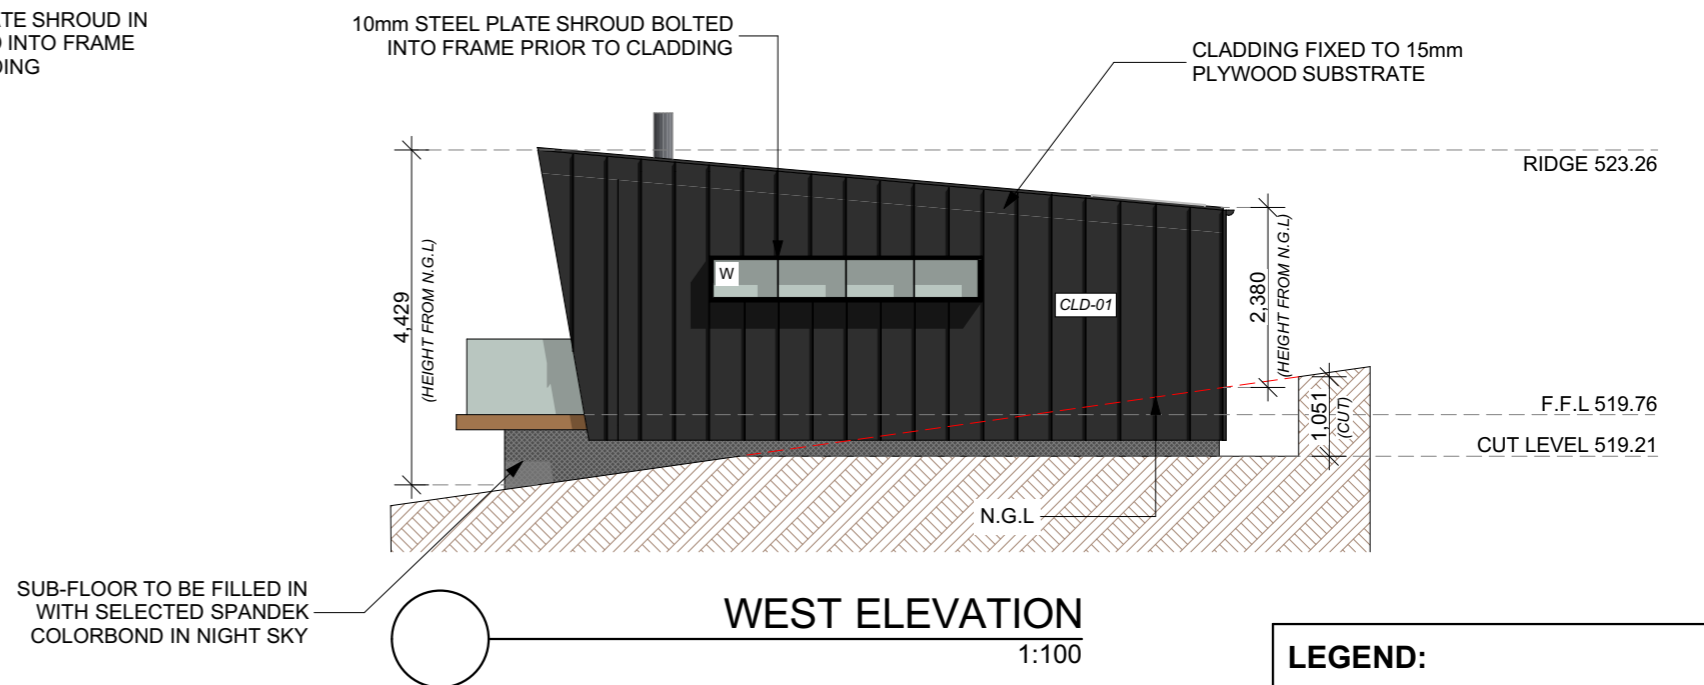 ATE SHROUD IN
INTO FRAME
DING
10mm STEEL PLATE SHROUD BOLTED
INTO FRAME PRIOR TO CLADDING
CLADDING FIXED TO 15mm
PLYWOOD SUBSTRATE
RIDGE 523.26
4,429
(HEIGHT FROM N.G.L)
W
CLD-01
2,380
(HEIGHT FROM N.G.L)
1,051
(CUT)
F.F.L 519.76
CUT LEVEL 519.21
N.G.L
SUB-FLOOR TO BE FILLED IN
WITH SELECTED SPANDEK
COLORBOND IN NIGHT SKY
WEST ELEVATION
1:100
LEGEND: